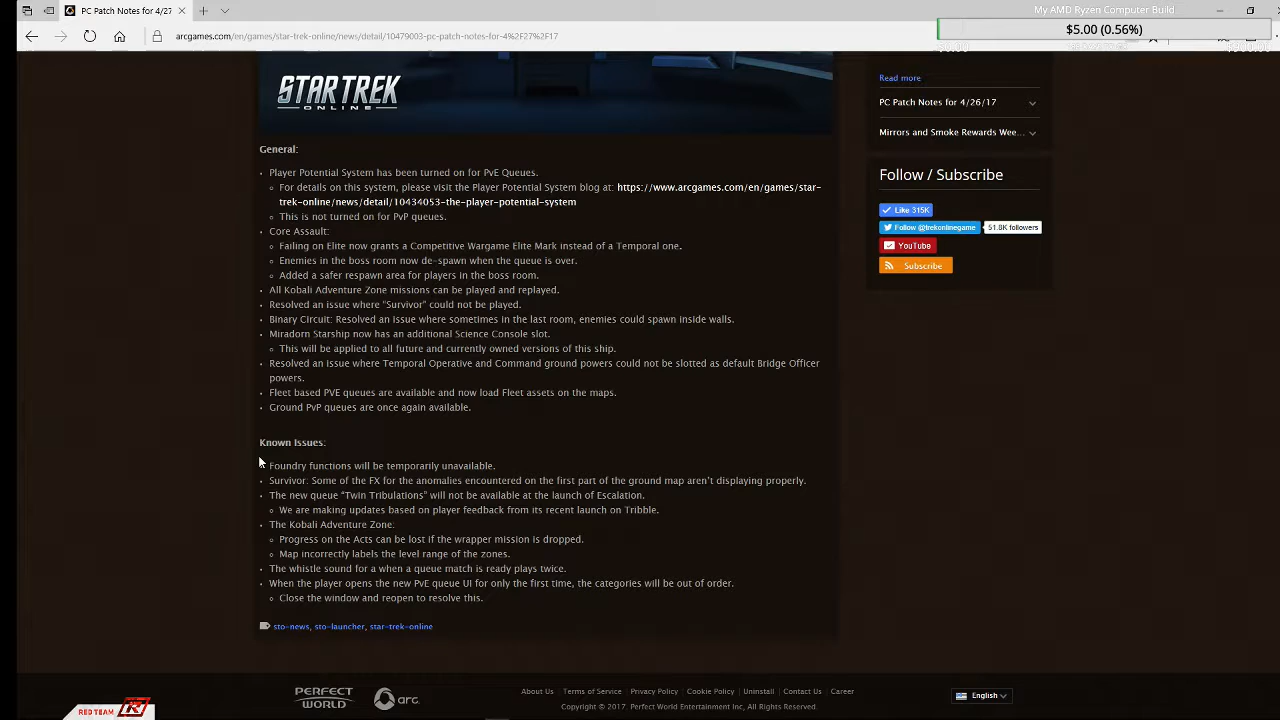 PC Patch Notes for 4/27
My AMD Ryzen Computer Build
$5.00 (0.56%)
arcgames.com/en/games/star-trek-online/news/detail/10479003-pc-patch-notes-for-4%2F27%2F17
STAR TREK
ONLINE
Read more
PC Patch Notes for 4/26/17
Mirrors and Smoke Rewards Wee...
Follow / Subscribe
Like 315K
Follow @trekonlinegame
51.8K followers
YouTube
Subscribe
General:
Player Potential System has been turned on for PvE Queues.
For details on this system, please visit the Player Potential System blog at: https://www.arcgames.com/en/games/star-
trek-online/news/detail/10434053-the-player-potential-system
This is not turned on for PvP queues.
Core Assault:
Failing on Elite now grants a Competitive Wargame Elite Mark instead of a Temporal one.
Enemies in the boss room now de-spawn when the queue is over.
Added a safer respawn area for players in the boss room.
All Kobali Adventure Zone missions can be played and replayed.
Resolved an issue where "Survivor" could not be played.
Binary Circuit: Resolved an issue where sometimes in the last room, enemies could spawn inside walls.
Miradorn Starship now has an additional Science Console slot.
This will be applied to all future and currently owned versions of this ship.
Resolved an issue where Temporal Operative and Command ground powers could not be slotted as default Bridge Officer
powers.
Fleet based PVE queues are available and now load Fleet assets on the maps.
Ground PvP queues are once again available.
Known Issues:
Foundry functions will be temporarily unavailable.
Survivor: Some of the FX for the anomalies encountered on the first part of the ground map aren't displaying properly.
The new queue "Twin Tribulations" will not be available at the launch of Escalation.
We are making updates based on player feedback from its recent launch on Tribble.
The Kobali Adventure Zone:
Progress on the Acts can be lost if the wrapper mission is dropped.
Map incorrectly labels the level range of the zones.
The whistle sound for a when a queue match is ready plays twice.
When the player opens the new PvE queue UI for only the first time, the categories will be out of order.
Close the window and reopen to resolve this.
sto-news, sto-launcher, star-trek-online
PERFECT
WORLD
arc
About Us | Terms of Service | Privacy Policy | Cookie Policy | Uninstall | Contact Us | Career
Copyright © 2017. Perfect World Entertainment Inc, All Rights Reserved.
English
RED TEAM